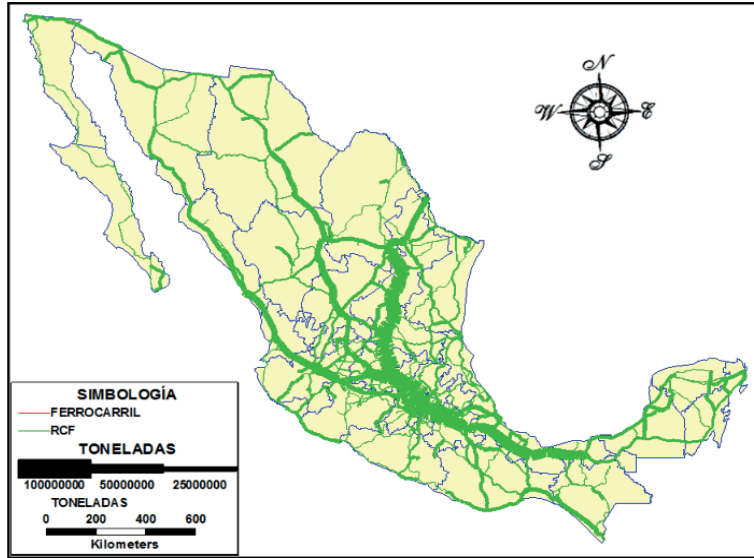 N
W E
S
SIMBOLOGÍA
FERROCARRIL
RCF
TONELADAS
100000000 50000000 25000000
TONELADAS
0 200 400 600
Kilometers